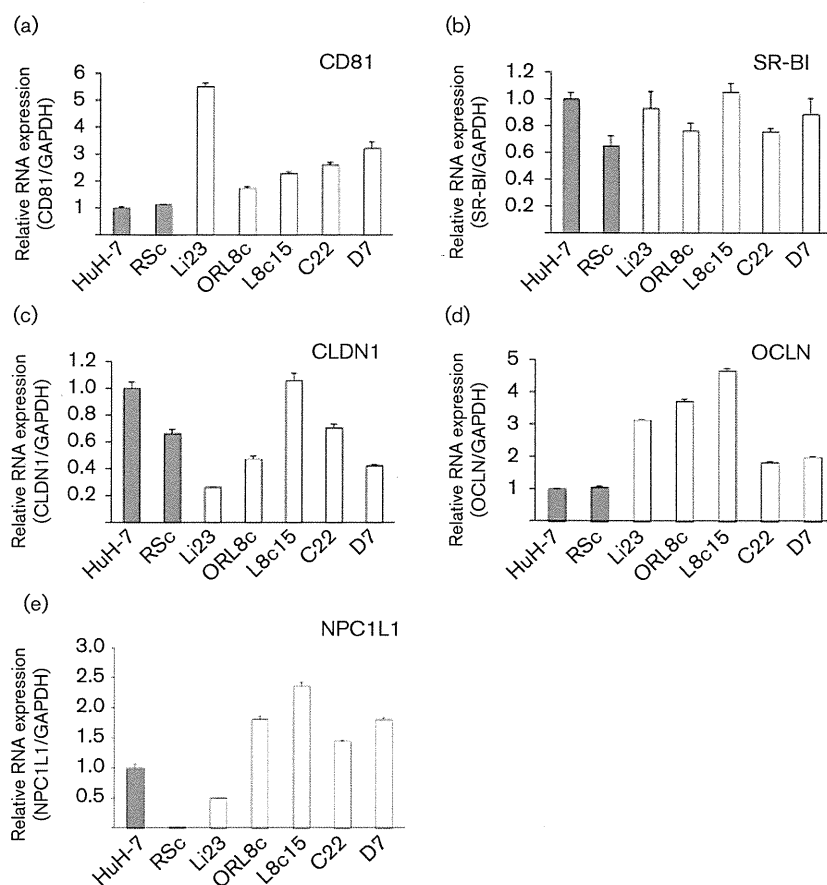 (a)
CD81
Relative RNA expression
(CD81/GAPDH)
6
5
4
3
2
1
HuH-7
RSc
Li23
ORL8c
L8c15
C22
D7
(b)
SR-BI
Relative RNA expression
(SR-BI/GAPDH)
1.2
1.0
0.8
0.6
0.4
0.2
HuH-7
RSc
Li23
ORL8c
L8c15
C22
D7
(c)
CLDN1
Relative RNA expression
(CLDN1/GAPDH)
1.2
1.0
0.8
0.6
0.4
0.2
HuH-7
RSc
Li23
ORL8c
L8c15
C22
D7
(d)
OCLN
Relative RNA expression
(OCLN/GAPDH)
5
4
3
2
1
HuH-7
RSc
Li23
ORL8c
L8c15
C22
D7
(e)
NPC1L1
Relative RNA expression
(NPC1L1/GAPDH)
3.0
2.5
2.0
1.5
1.0
0.5
HuH-7
RSc
Li23
ORL8c
L8c15
C22
D7